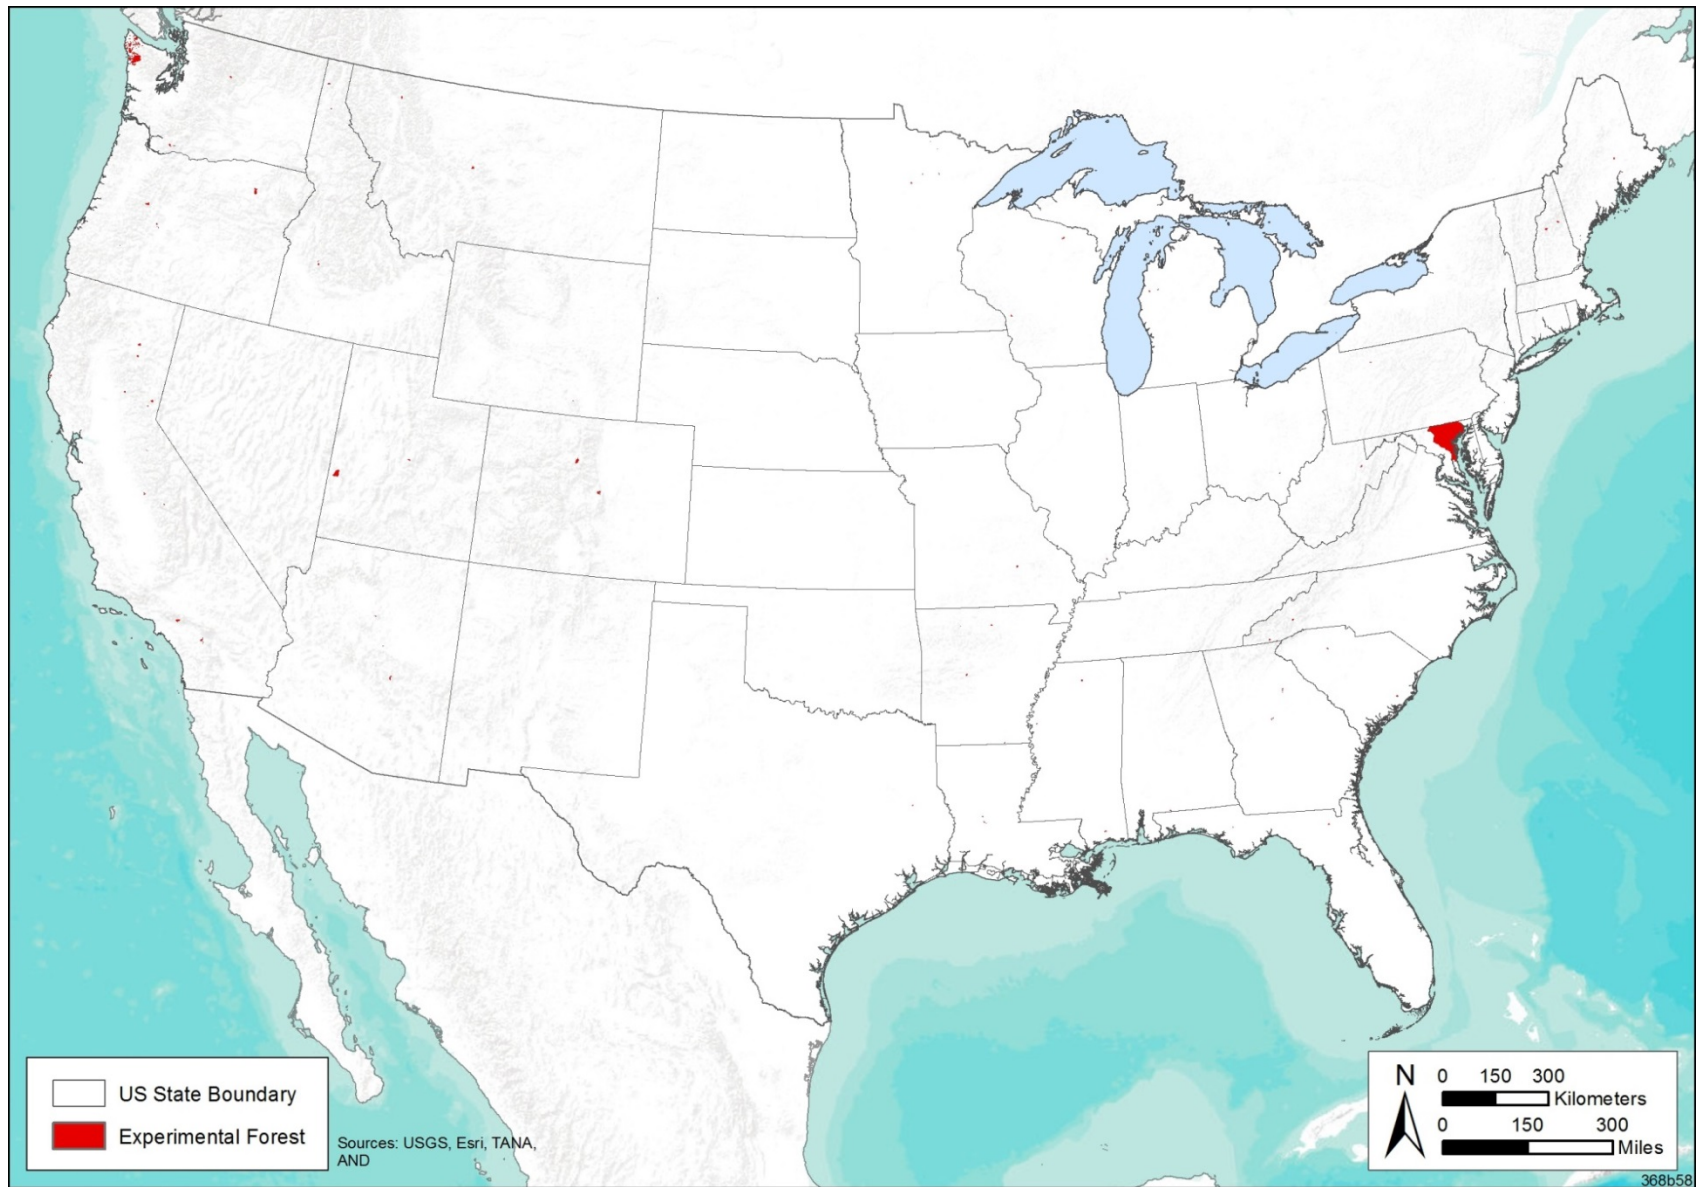 US State Boundary
Experimental Forest
Sources: USGS, Esri, TANA,
AND
N
0 150 300
Kilometers
0 150 300
Miles
368b58